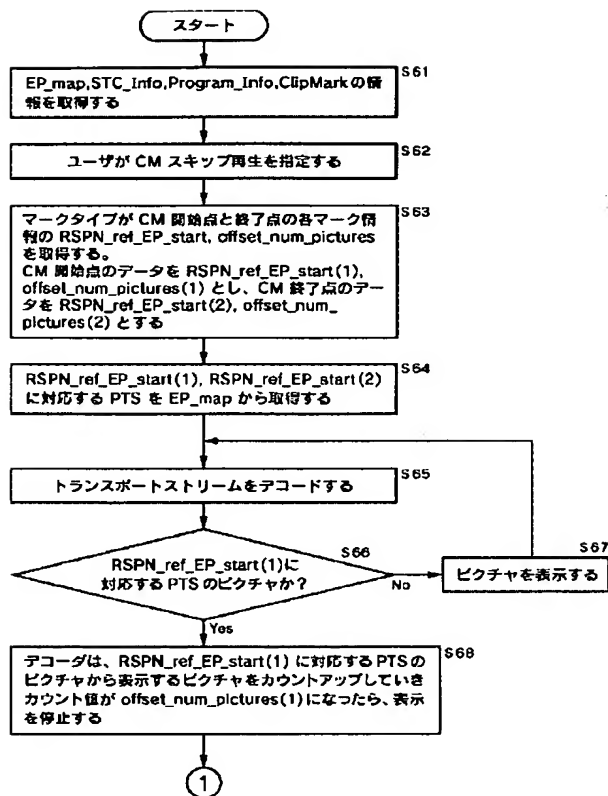 スタート
S61
EP_map,STC_Info,Program_Info,ClipMarkの情
報を取得する
S62
ユーザが CM スキップ再生を指定する
S63
マークタイプが CM 開始点と終了点の各マーク情
報の RSPN_ref_EP_start, offset_num_pictures
を取得する。
CM 開始点のデータを RSPN_ref_EP_start(1),
offset_num_pictures(1) とし、CM 終了点のデー
タを RSPN_ref_EP_start(2), offset_num_
pictures(2) とする
S64
RSPN_ref_EP_start(1), RSPN_ref_EP_start(2)
に対応する PTS を EP_map から取得する
S65
トランスポートストリームをデコードする
S66
RSPN_ref_EP_start(1)に
対応する PTS のピクチャか?
No
S67
ピクチャを表示する
Yes
S68
デコーダは、RSPN_ref_EP_start(1) に対応する PTS の
ピクチャから表示するピクチャをカウントアップしていき
カウント値が offset_num_pictures(1)になったら、表示
を停止する
1